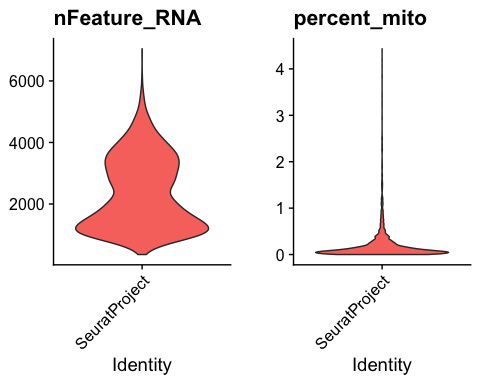 nFeature_RNA
6000
4000
2000
SeuratProject
Identity
percent_mito
4
3
2
1
0
SeuratProject
Identity